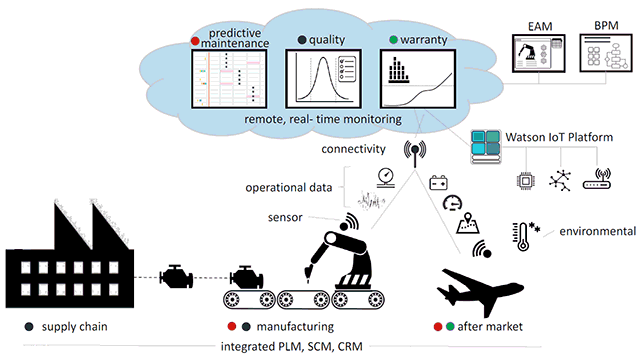 predictive
maintenance
quality
warranty
EAM
BPM
remote, real- time monitoring
connectivity
Watson IoT Platform
operational data
sensor
environmental
supply chain
manufacturing
after market
integrated PLM, SCM, CRM